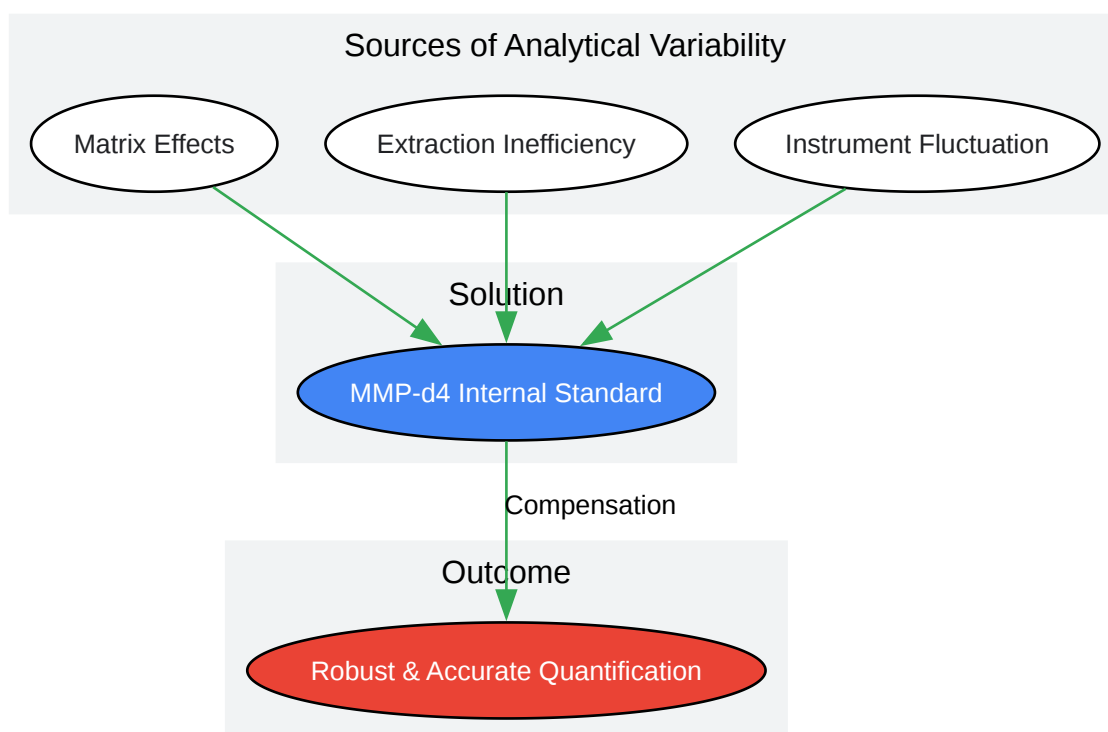 Sources of Analytical Variability
Matrix Effects
Extraction Inefficiency
Instrument Fluctuation
Solution
MMP-d4 Internal Standard
Compensation
Outcome
Robust & Accurate Quantification